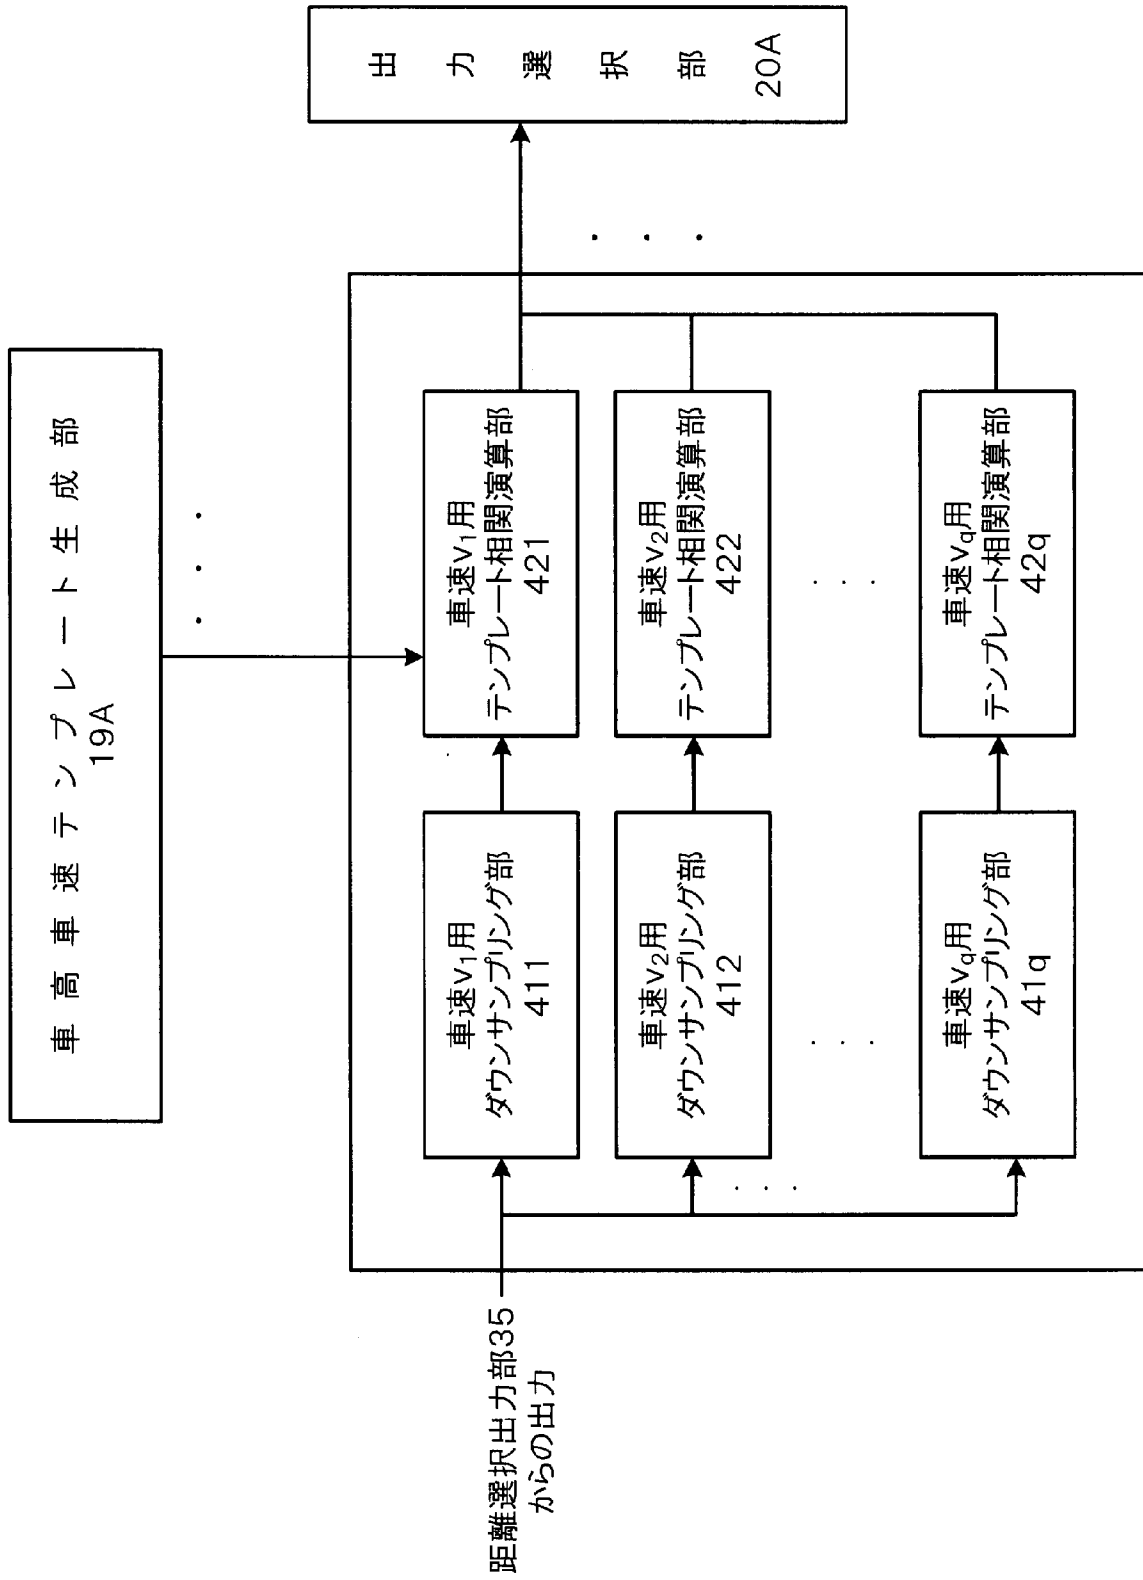 車高車速テンプレート生成部
19A
出力選択部
20A
距離選択出力部35
からの出力
車速V₁用
ダウンサンプリング部
411
車速V₁用
テンプレート相関演算部
421
車速V₂用
ダウンサンプリング部
412
車速V₂用
テンプレート相関演算部
422
車速Vq用
ダウンサンプリング部
41q
車速Vq用
テンプレート相関演算部
42q